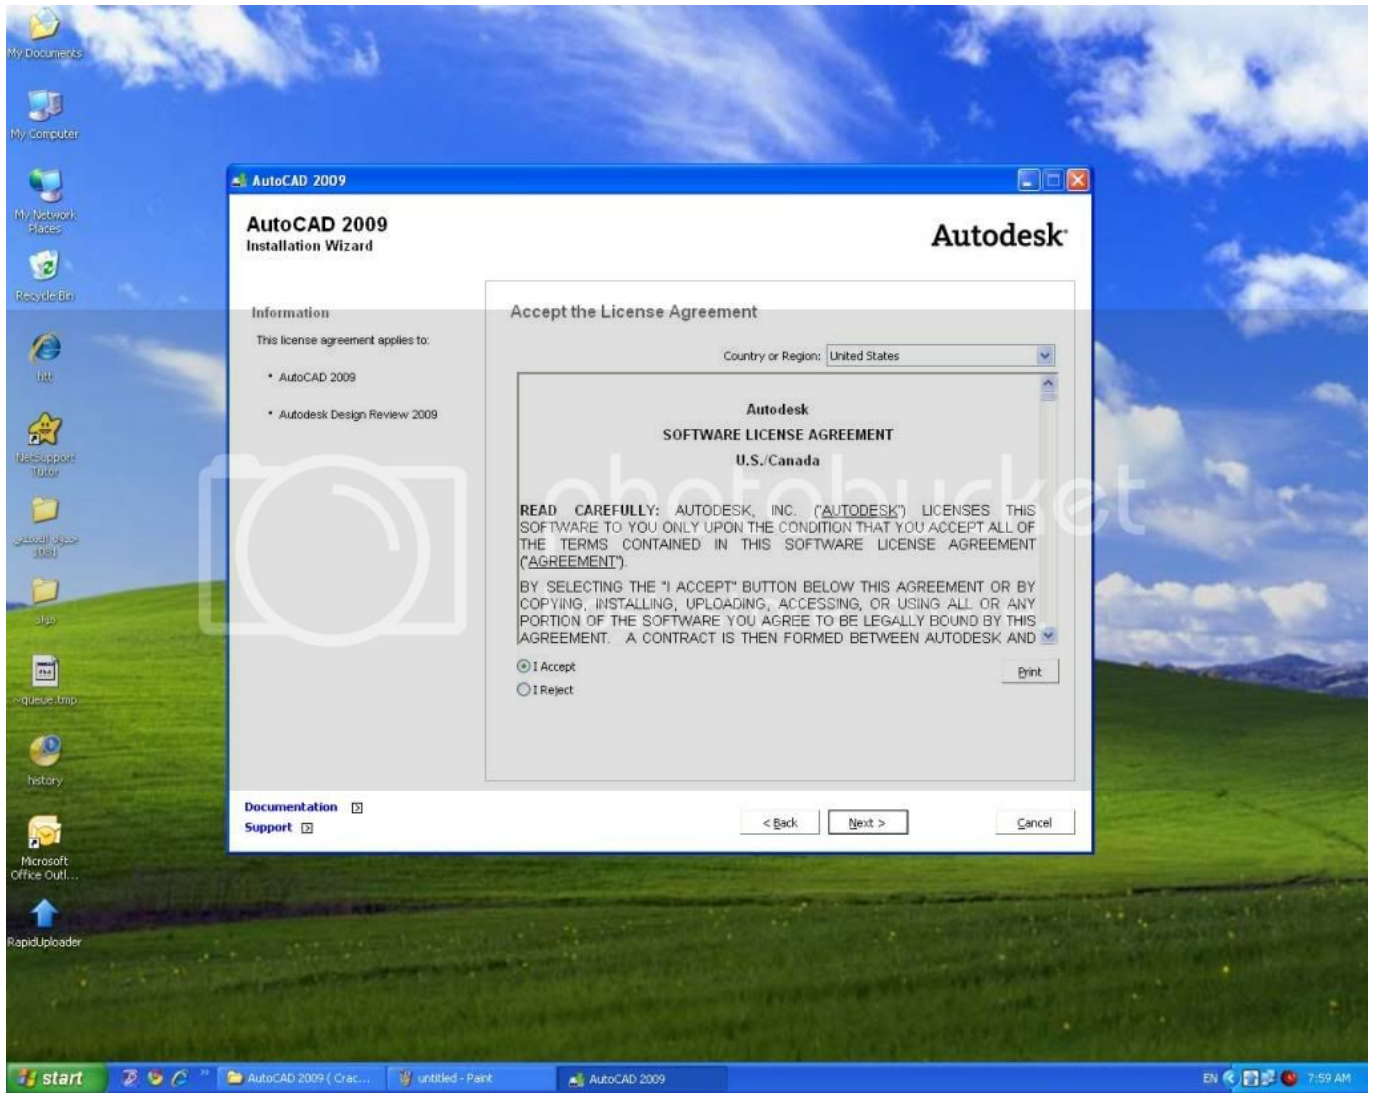 My Documents
My Computer
My Network
Places
Recycle Bin
NetSupport
Tutor
1081
~queue.tmp
history
Microsoft
Office Outl...
RapidUploader
AutoCAD 2009
AutoCAD 2009
Installation Wizard
Autodesk
Information
This license agreement applies to:
• AutoCAD 2009
• Autodesk Design Review 2009
Accept the License Agreement
Country or Region: United States
Autodesk
SOFTWARE LICENSE AGREEMENT
U.S./Canada
READ CAREFULLY: AUTODESK, INC. ("AUTODESK") LICENSES THIS
SOFTWARE TO YOU ONLY UPON THE CONDITION THAT YOU ACCEPT ALL OF
THE TERMS CONTAINED IN THIS SOFTWARE LICENSE AGREEMENT
("AGREEMENT").
BY SELECTING THE "I ACCEPT" BUTTON BELOW THIS AGREEMENT OR BY
COPYING, INSTALLING, UPLOADING, ACCESSING, OR USING ALL OR ANY
PORTION OF THE SOFTWARE YOU AGREE TO BE LEGALLY BOUND BY THIS
AGREEMENT. A CONTRACT IS THEN FORMED BETWEEN AUTODESK AND
I Accept
I Reject
Print
Documentation
Support
< Back
Next >
Cancel
photobucket
start
AutoCAD 2009 ( Crac...
untitled - Paint
AutoCAD 2009
EN
7:59 AM